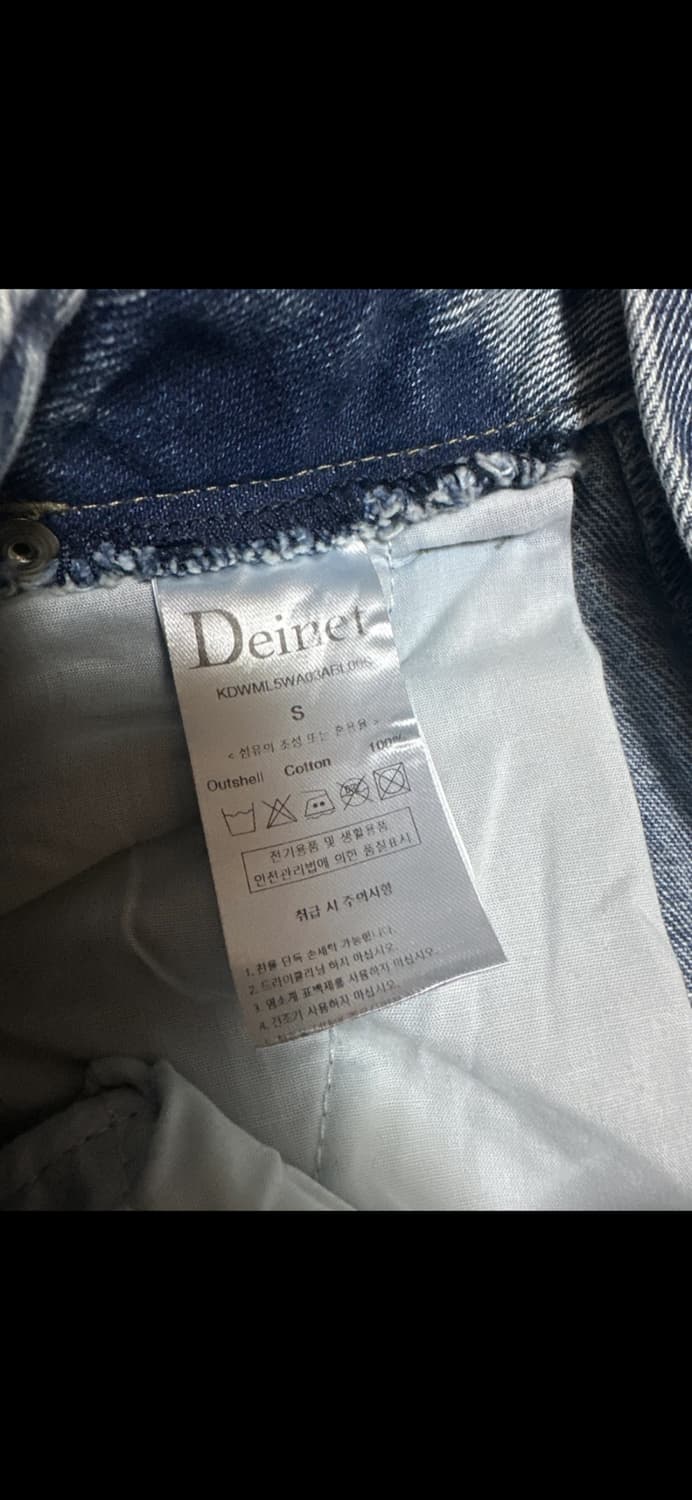 Deinet
KDWML5WA03ABL00S
S
< 섬유의 조성 또는 혼용율 >
Outshell Cotton 100%
전기용품 및 생활용품
안전관리법에 의한 품질표시
취급 시 주의사항
1. 찬물 단독 손세탁 가능합니다.
2. 드라이클리닝 하지 마십시오.
3. 염소계 표백제를 사용하지 마십시오.
4. 건조기 사용하지 마십시오.